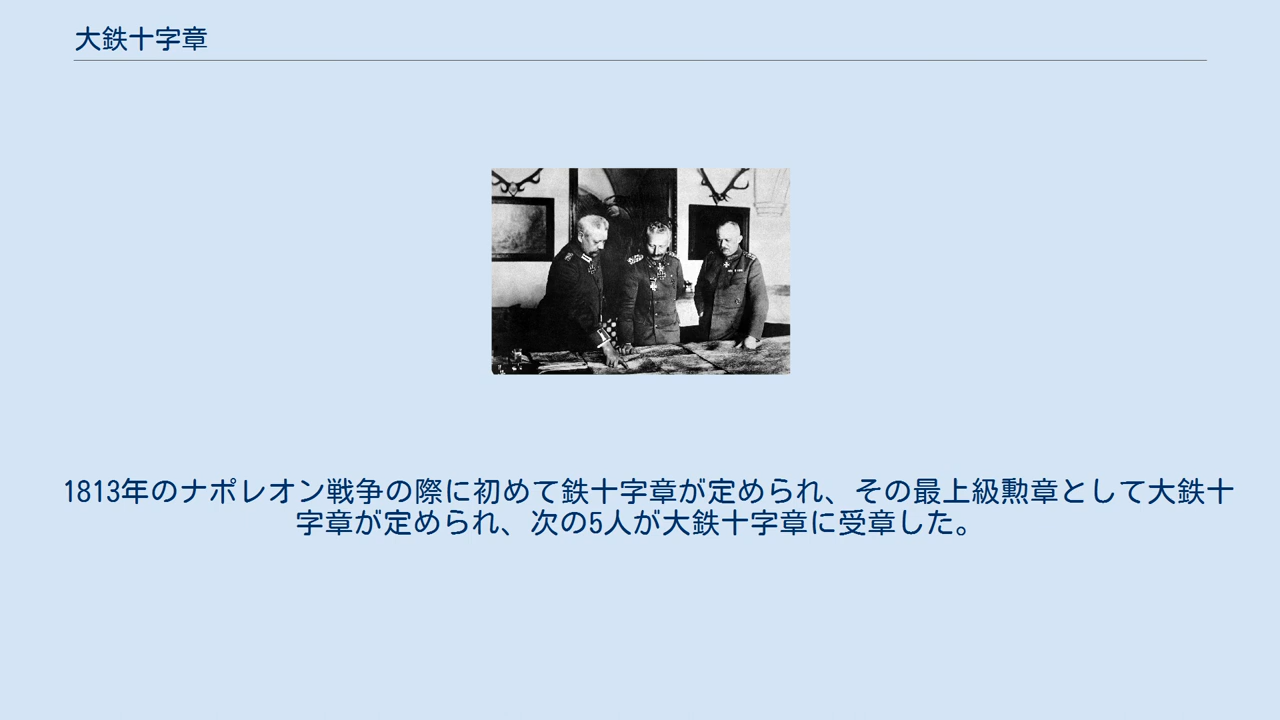 大鉄十字章
1813年のナポレオン戦争の際に初めて鉄十字章が定められ、その最上級勲章として大鉄十
字章が定められ、次の5人が大鉄十字章に受章した。